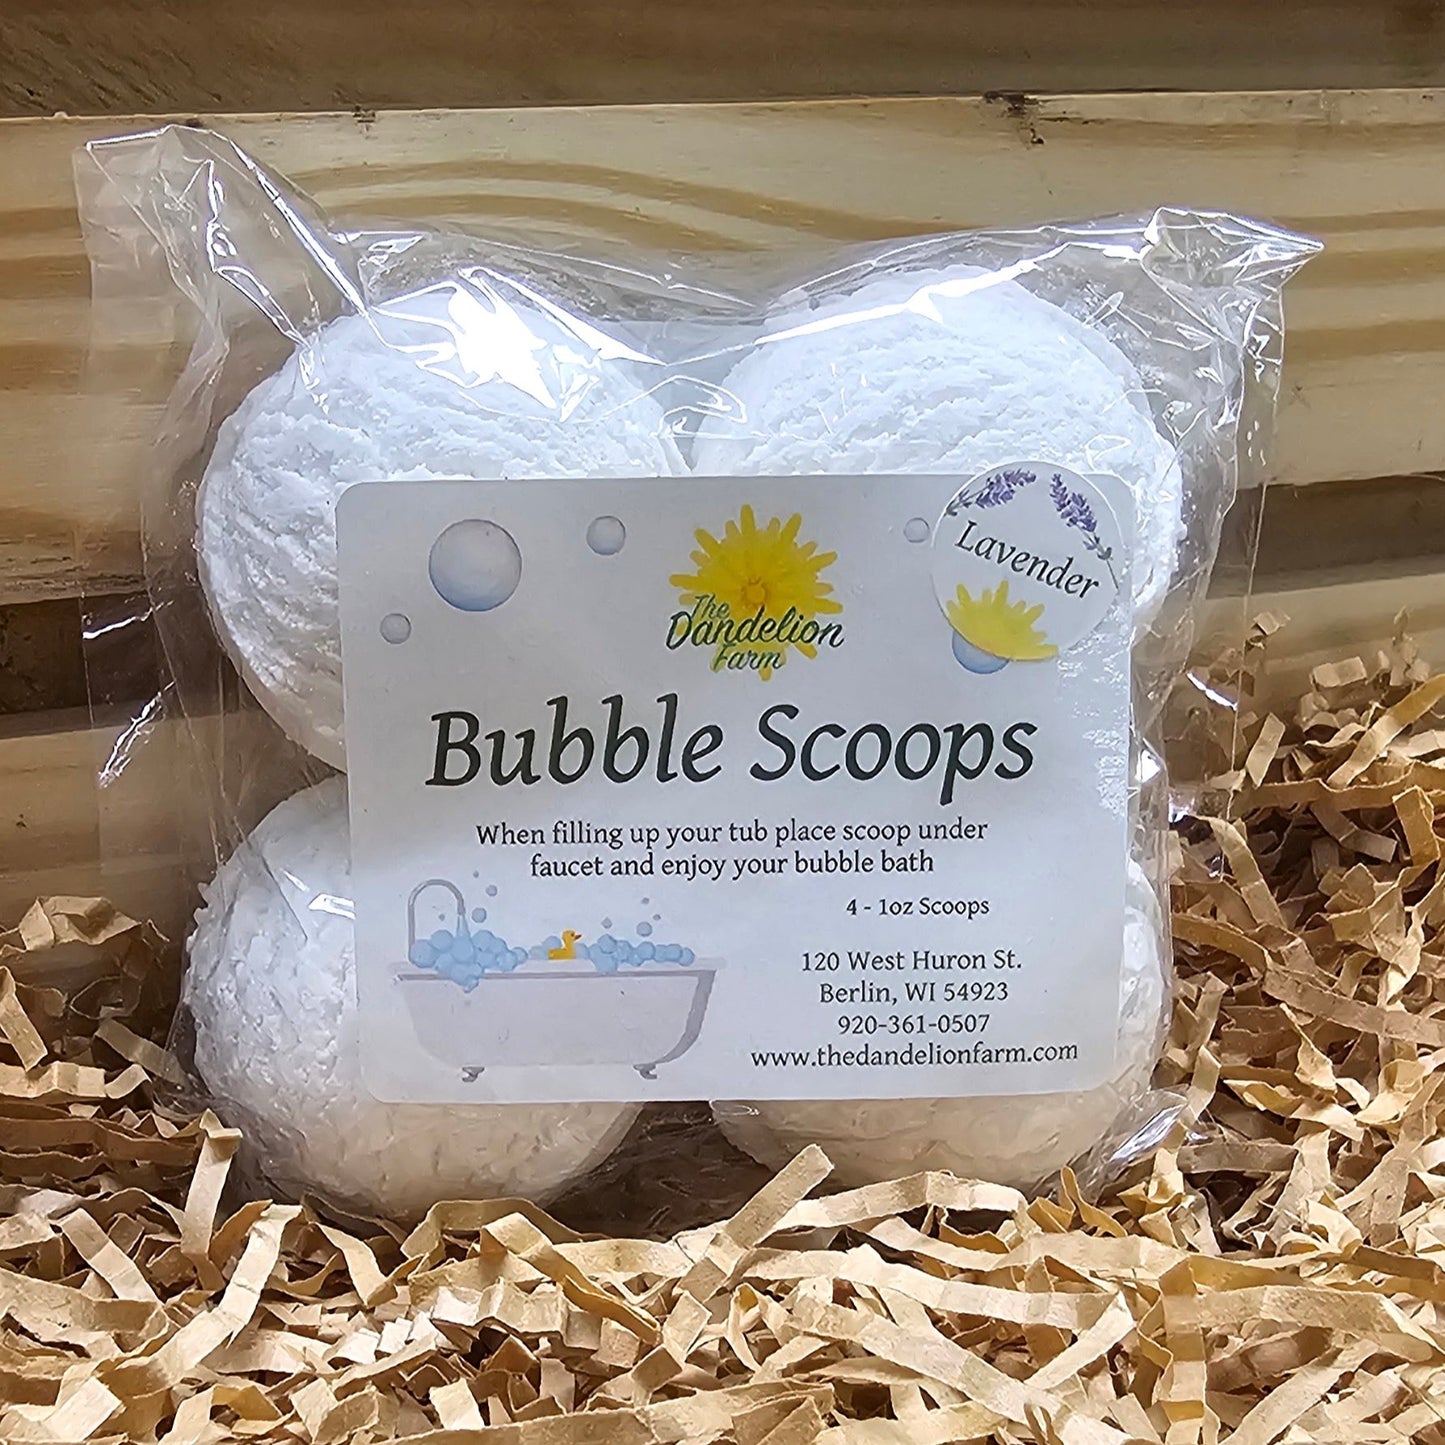 The
Dandelion
Farm
Lavender
Bubble Scoops
When filling up your tub place scoop under
faucet and enjoy your bubble bath
4 - 1oz Scoops
120 West Huron St.
Berlin, WI 54923
920-361-0507
www.thedandelionfarm.com